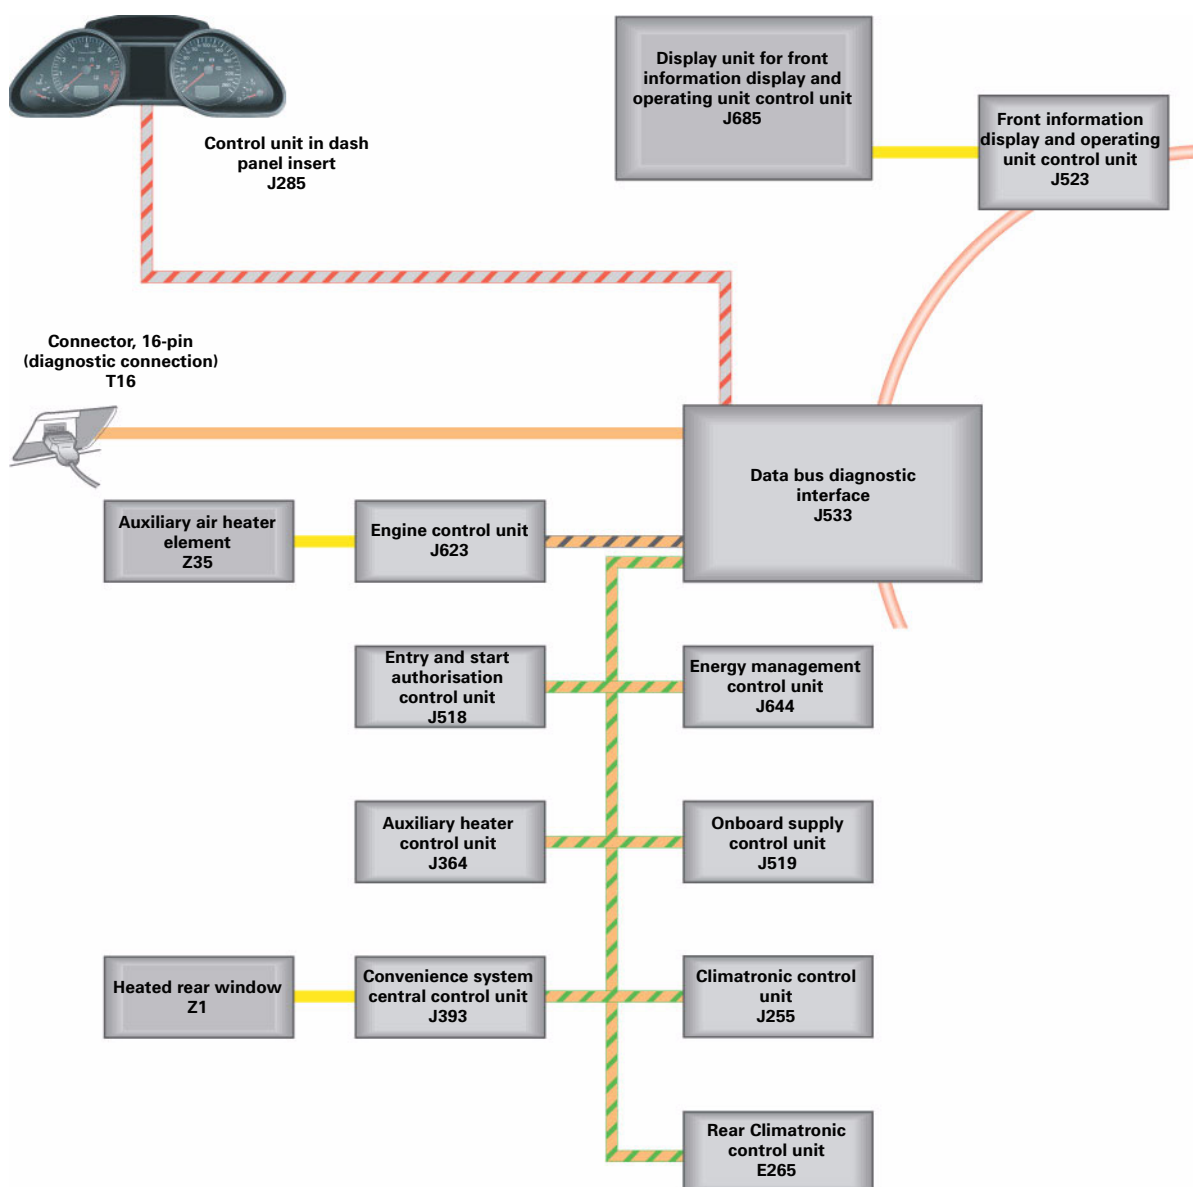 Display unit for front
information display and
operating unit control unit
J685
Front information
display and operating
unit control unit
J523
Control unit in dash
panel insert
J285
Connector, 16-pin
(diagnostic connection)
T16
Data bus diagnostic
interface
J533
Auxiliary air heater
element
Z35
Engine control unit
J623
Entry and start
authorisation
control unit
J518
Energy management
control unit
J644
Auxiliary heater
control unit
J364
Onboard supply
control unit
J519
Heated rear window
Z1
Convenience system
central control unit
J393
Climatronic control
unit
J255
Rear Climatronic
control unit
E265